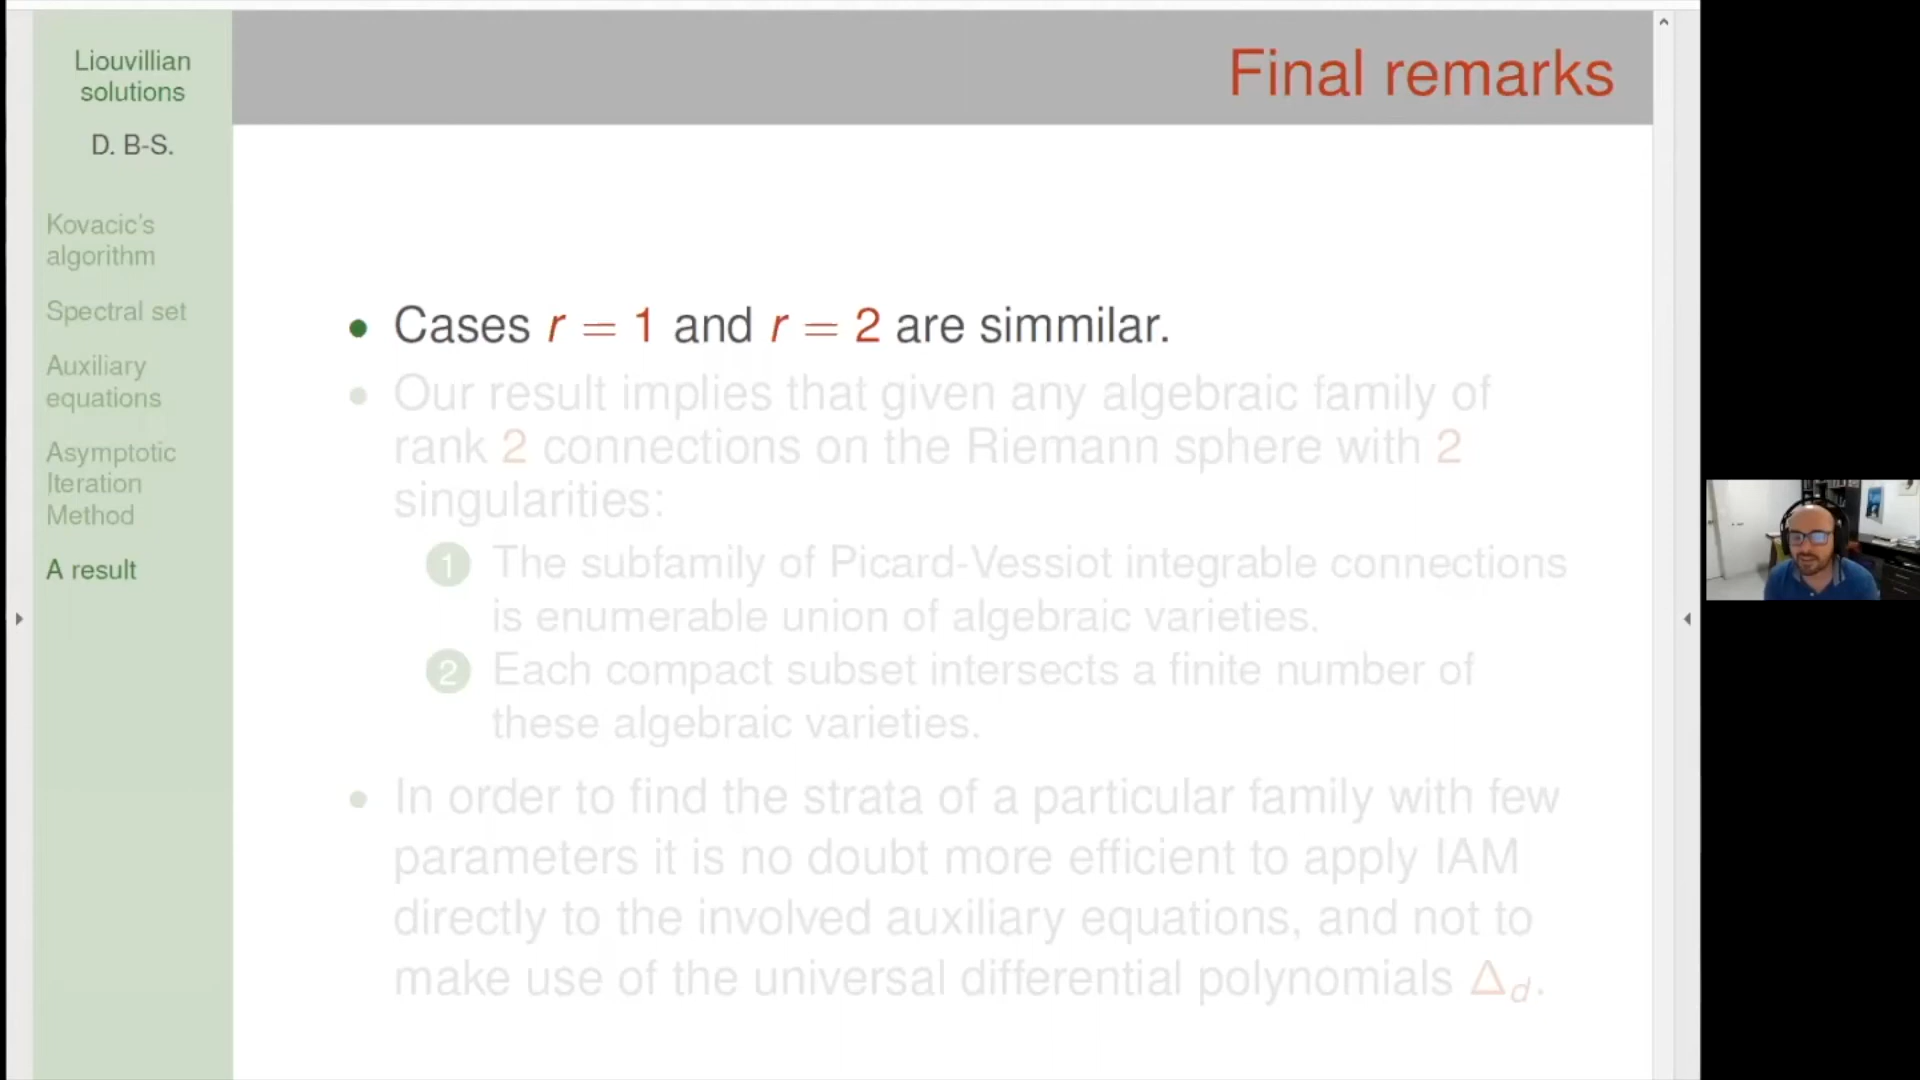 Liouvillian
solutions
D. B-S.
Kovacic's
algorithm
Spectral set
Auxiliary
equations
Asymptotic
Iteration
Method
A result
Final remarks
• Cases r = 1 and r = 2 are simmilar.
• Our result implies that given any algebraic family of
rank 2 connections on the Riemann sphere with 2
singularities:
1 The subfamily of Picard-Vessiot integrable connections
is enumerable union of algebraic varieties.
2 Each compact subset intersects a finite number of
these algebraic varieties.
• In order to find the strata of a particular family with few
parameters it is no doubt more efficient to apply IAM
directly to the involved auxiliary equations, and not to
make use of the universal differential polynomials Δ_d.